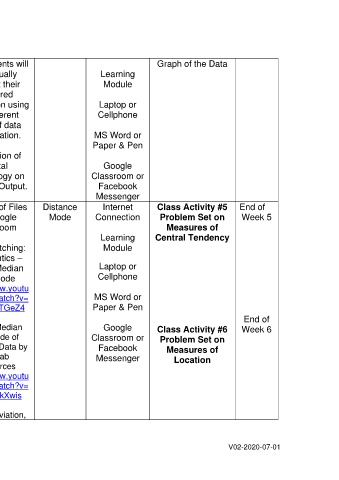 ents will
ually
t their
red
n using
erent
f data
ation.
ion of
al
logy on
Output.
Learning
Module
Laptop or
Cellphone
MS Word or
Paper & Pen
Google
Classroom or
Facebook
Messenger
Graph of the Data
of Files
ogle
oom
tching:
tics –
Median
ode
w.youtu
atch?v=
TGeZ4
Median
de of
Data by
ab
rces
w.youtu
atch?v=
kXwis
viation,
Distance
Mode
Internet
Connection
Learning
Module
Laptop or
Cellphone
MS Word or
Paper & Pen
Google
Classroom or
Facebook
Messenger
Class Activity #5
Problem Set on
Measures of
Central Tendency
Class Activity #6
Problem Set on
Measures of
Location
End of
Week 5
End of
Week 6
V02-2020-07-01